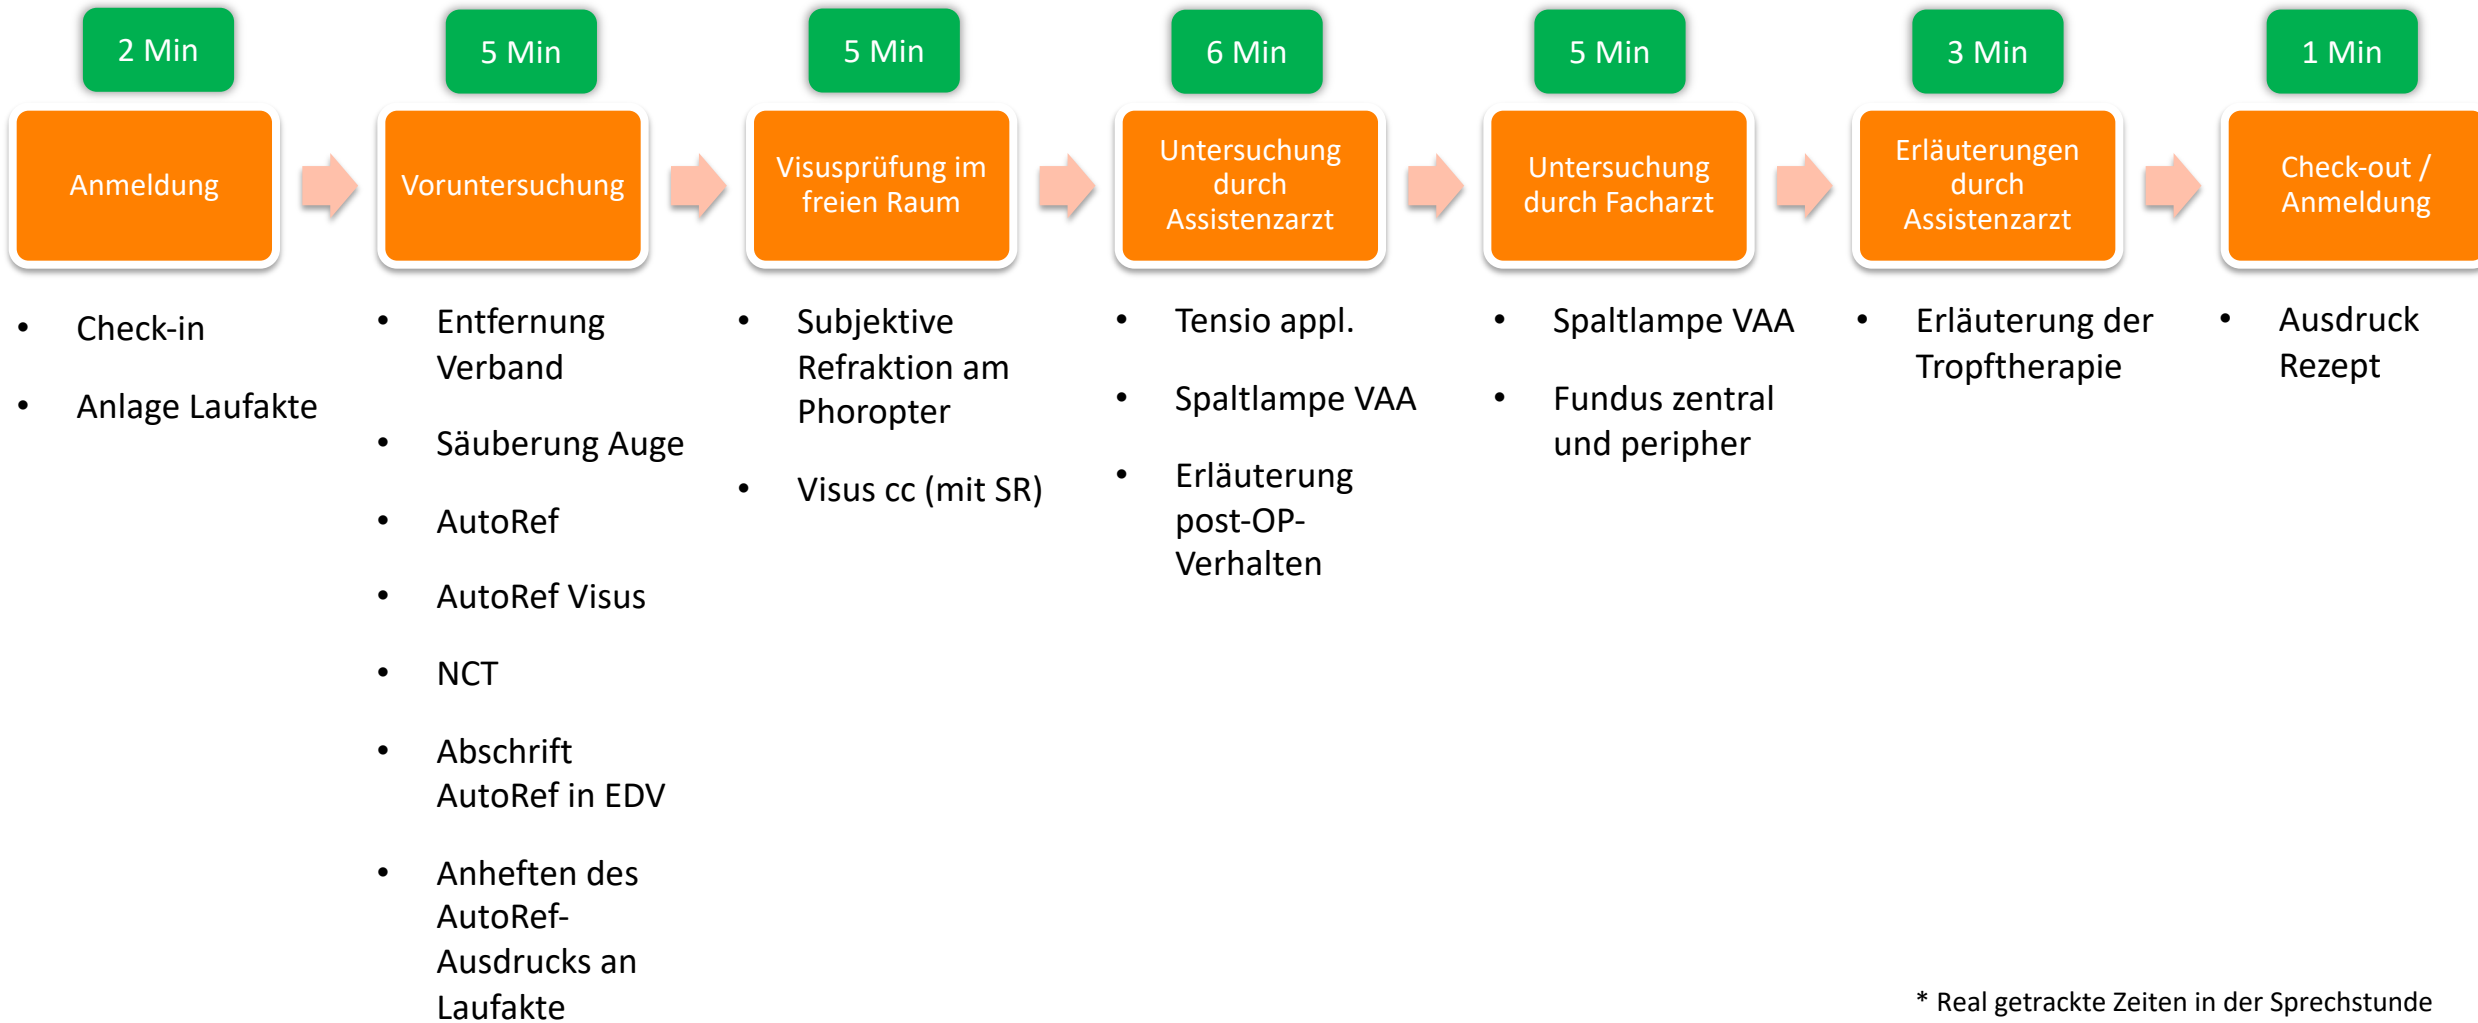 2 Min
5 Min
5 Min
6 Min
5 Min
3 Min
1 Min
Anmeldung
Voruntersuchung
Visusprüfung im
freien Raum
Untersuchung
durch
Assistenzarzt
Untersuchung
durch Facharzt
Erläuterungen
durch
Assistenzarzt
Check-out /
Anmeldung
• Check-in
• Anlage Laufakte
• Entfernung
Verband
• Säuberung Auge
• AutoRef
• AutoRef Visus
• NCT
• Abschrift
AutoRef in EDV
• Anheften des
AutoRef-
Ausdrucks an
Laufakte
• Subjektive
Refraktion am
Phoropter
• Visus cc (mit SR)
• Tensio appl.
• Spaltlampe VAA
• Erläuterung
post-OP-
Verhalten
• Spaltlampe VAA
• Fundus zentral
und peripher
• Erläuterung der
Tropftherapie
• Ausdruck
Rezept
* Real getrackte Zeiten in der Sprechstunde